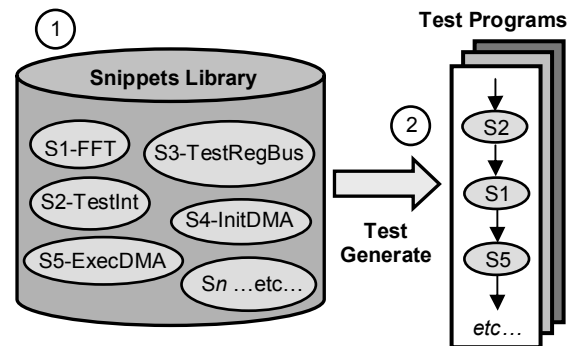 1
Snippets Library
S1-FFT
S3-TestRegBus
S2-TestInt
S4-InitDMA
S5-ExecDMA
Sn ...etc...
2
Test
Generate
Test Programs
S2
S1
S5
etc...